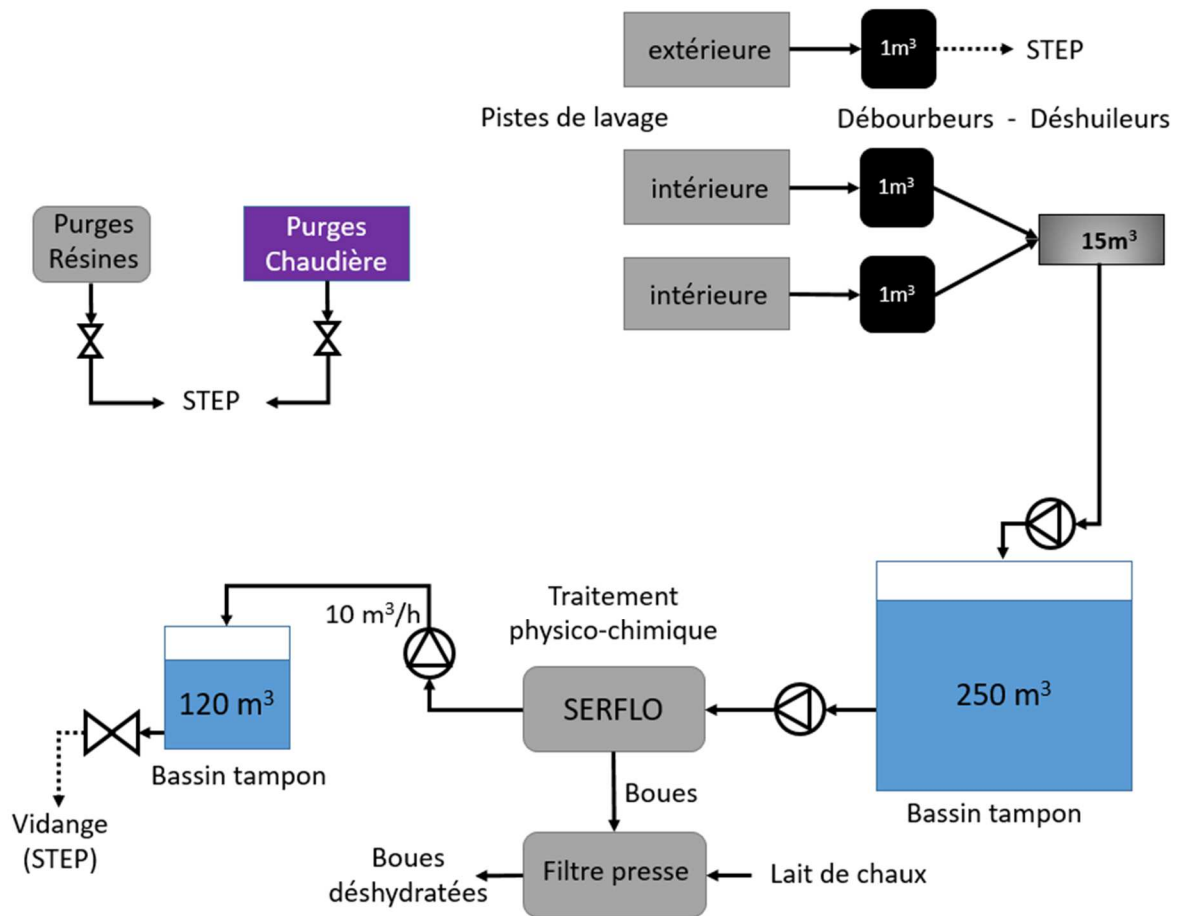 extérieure
1m³
STEP
Pistes de lavage
Débourbeurs - Déshuileurs
intérieure
1m³
15m³
intérieure
1m³
Purges
Résines
Purges
Chaudière
STEP
10 m³/h
Traitement
physico-chimique
120 m³
SERFLO
250 m³
Bassin tampon
Boues
Bassin tampon
Vidange
(STEP)
Boues
déshydratées
Filtre presse
Lait de chaux